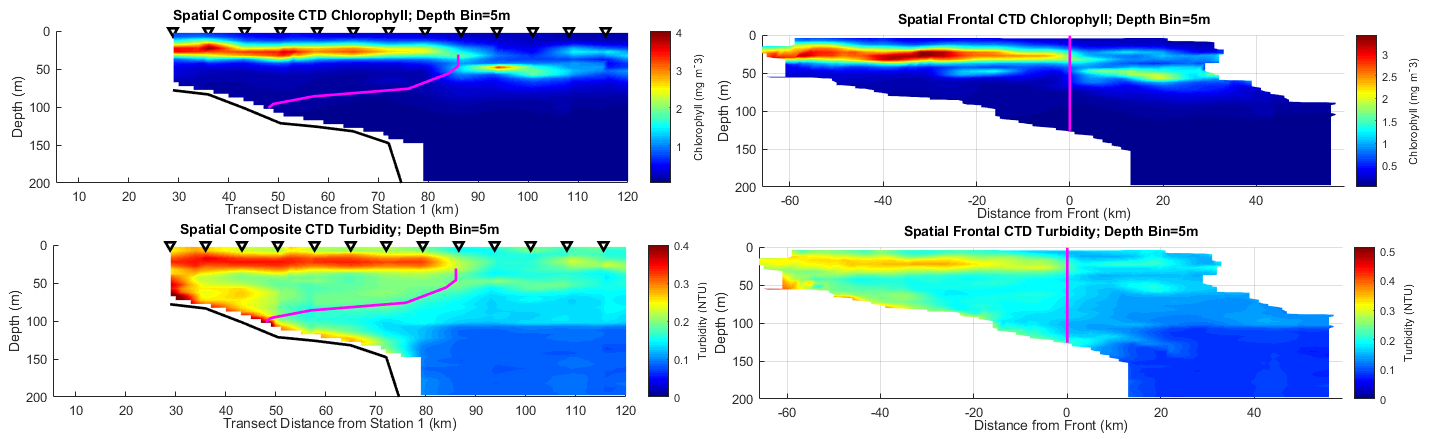 Spatial Composite CTD Chlorophyll; Depth Bin=5m
0
50
100
150
200
Depth (m)
10 20 30 40 50 60 70 80 90 100 110 120
Transect Distance from Station 1 (km)
4
3
2
1
Chlorophyll (mg m^-3)
Spatial Frontal CTD Chlorophyll; Depth Bin=5m
0
50
100
150
200
Depth (m)
-60 -40 -20 0 20 40
Distance from Front (km)
3
2.5
2
1.5
1
0.5
Chlorophyll (mg m^-3)
Spatial Composite CTD Turbidity; Depth Bin=5m
0
50
100
150
200
Depth (m)
10 20 30 40 50 60 70 80 90 100 110 120
Transect Distance from Station 1 (km)
0.4
0.3
0.2
0.1
0
Turbidity (NTU)
Spatial Frontal CTD Turbidity; Depth Bin=5m
0
50
100
150
200
Depth (m)
-60 -40 -20 0 20 40
Distance from Front (km)
0.5
0.4
0.3
0.2
0.1
0
Turbidity (NTU)